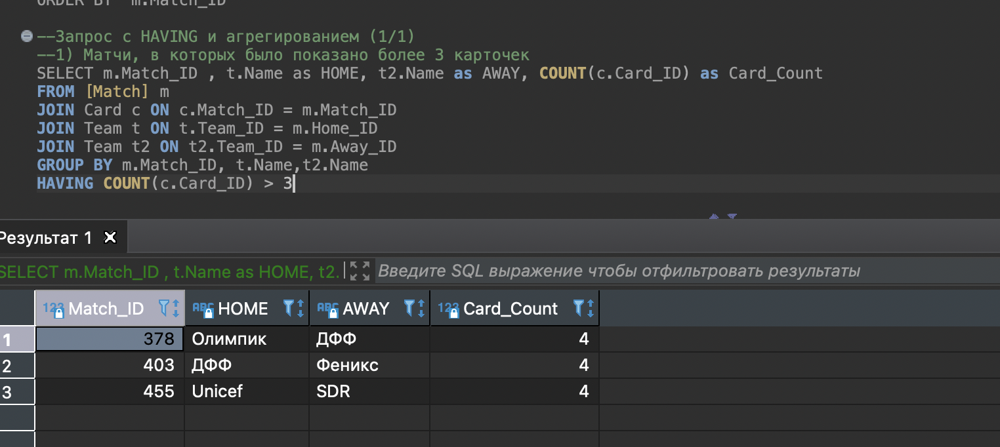 ORDER BY  m.Match_ID
--Запрос с HAVING и агрегированием (1/1)
--1) Матчи, в которых было показано более 3 карточек
SELECT m.Match_ID , t.Name as HOME, t2.Name as AWAY, COUNT(c.Card_ID) as Card_Count
FROM [Match] m
JOIN Card c ON c.Match_ID = m.Match_ID
JOIN Team t ON t.Team_ID = m.Home_ID
JOIN Team t2 ON t2.Team_ID = m.Away_ID
GROUP BY m.Match_ID, t.Name,t2.Name
HAVING COUNT(c.Card_ID) > 3
Результат 1
SELECT m.Match_ID , t.Name as HOME, t2. Введите SQL выражение чтобы отфильтровать результаты
123 Match_ID ABC HOME ABC AWAY 123 Card_Count
1 378 Олимпик ДФФ 4
2 403 ДФФ Феникс 4
3 455 Unicef SDR 4